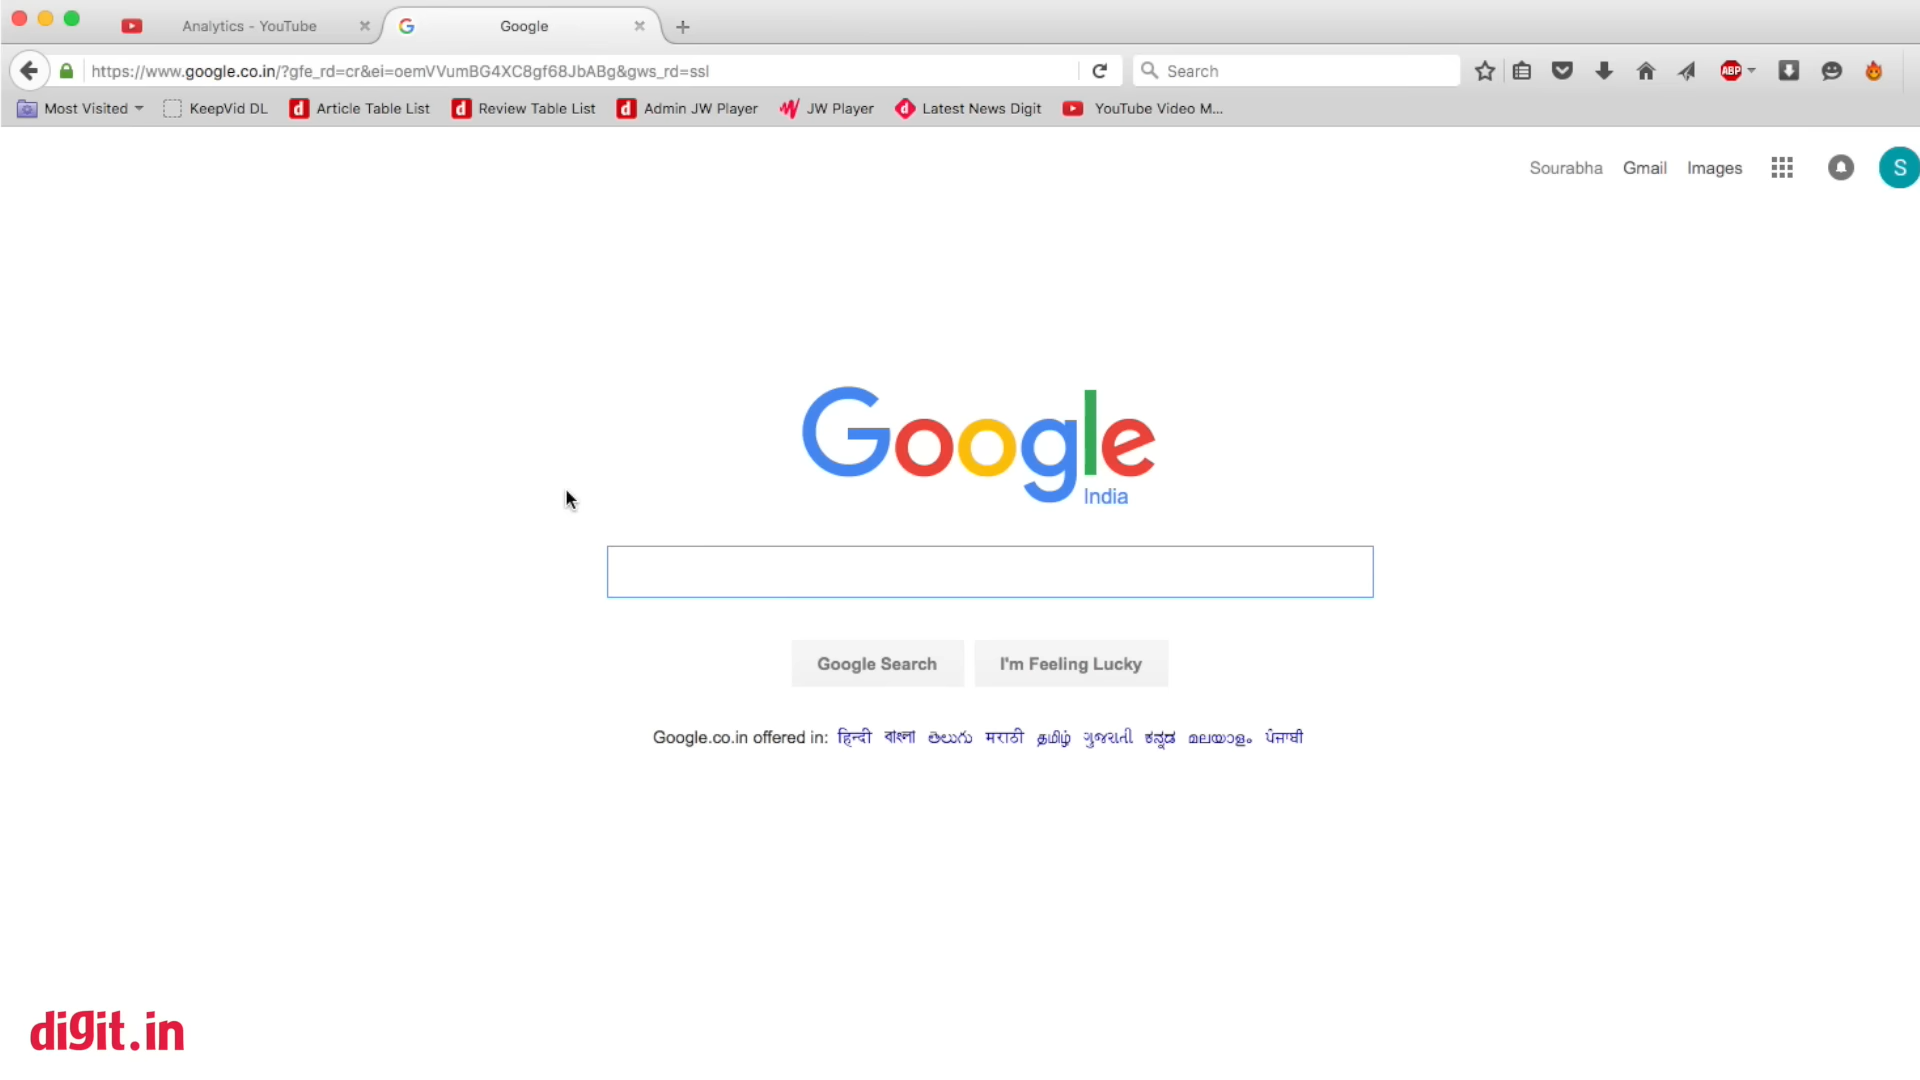 Analytics - YouTube
Google
https://www.google.co.in/?gfe_rd=cr&ei=oemVVumBG4XC8gf68JbABg&gws_rd=ssl
Search
ABP
Most Visited
KeepVid DL
d Article Table List
d Review Table List
d Admin JW Player
JW Player
d Latest News Digit
YouTube Video M...
Sourabha Gmail Images
S
Google
India
Google Search
I'm Feeling Lucky
Google.co.in offered in: हिन्दी বাংলা తెలుగు मराठी தமிழ் ગુજરાતી ಕನ್ನಡ മലയാളം ਪੰਜਾਬੀ
digit.in